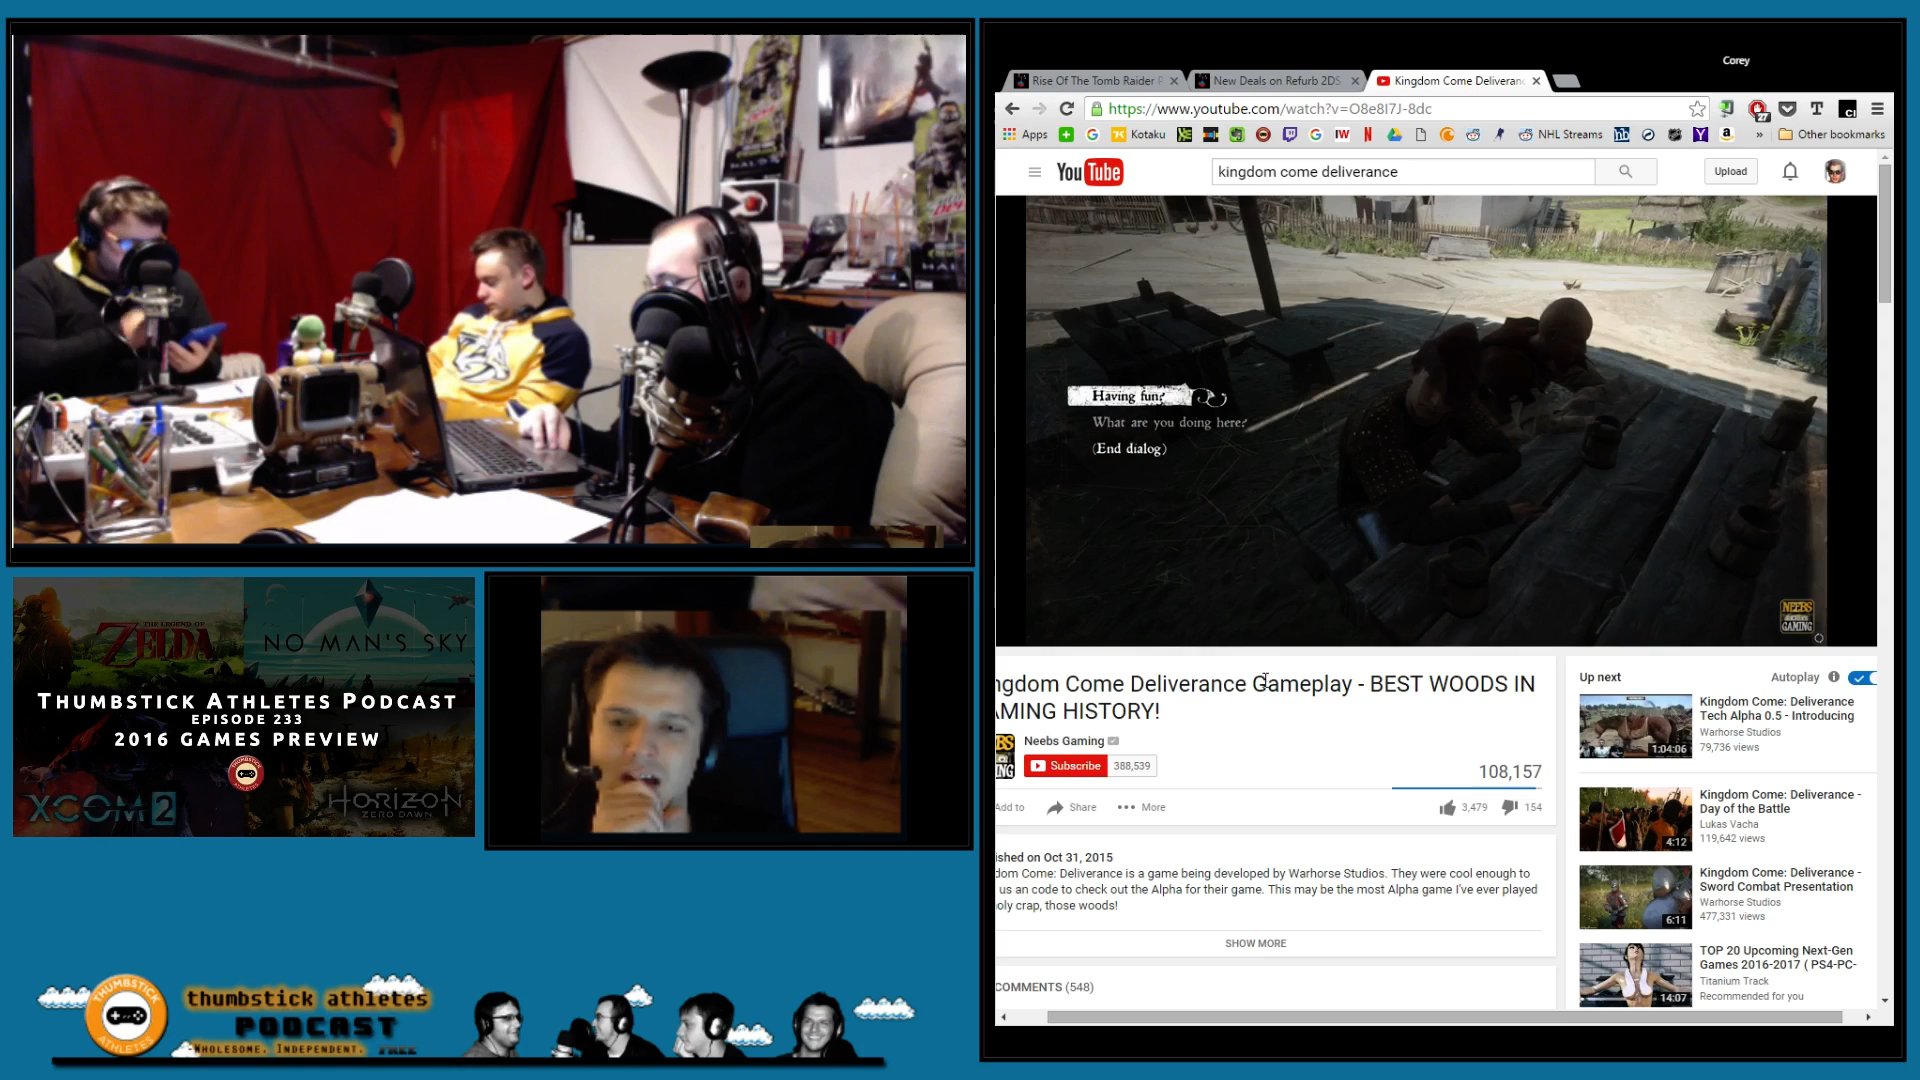 Corey
Rise Of The Tomb Raider
New Deals on Refurb 2DS
Kingdom Come Deliveranc
https://www.youtube.com/watch?v=O8e8I7J-8dc
Apps
Kotaku
NHL Streams
Other bookmarks
YouTube
kingdom come deliverance
Upload
Having fun?
What are you doing here?
(End dialog)
NEEBS
GAMING
ngdom Come Deliverance Gameplay - BEST WOODS IN
AMING HISTORY!
Neebs Gaming
Subscribe 388,539
108,157
Add to Share More 3,479 154
ished on Oct 31, 2015
dom Come: Deliverance is a game being developed by Warhorse Studios. They were cool enough to
us an code to check out the Alpha for their game. This may be the most Alpha game I've ever played
oly crap, those woods!
SHOW MORE
COMMENTS (548)
Up next
Autoplay
Kingdom Come: Deliverance
Tech Alpha 0.5 - Introducing
Warhorse Studios
79,736 views
1:04:06
Kingdom Come: Deliverance -
Day of the Battle
Lukas Vacha
119,642 views
4:12
Kingdom Come: Deliverance -
Sword Combat Presentation
Warhorse Studios
477,331 views
6:11
TOP 20 Upcoming Next-Gen
Games 2016-2017 ( PS4-PC-
Titanium Track
Recommended for you
14:07
THE LEGEND OF
ZELDA
NO MAN'S SKY
THUMBSTICK ATHLETES PODCAST
EPISODE 233
2016 GAMES PREVIEW
XCOM 2
HORIZON
ZERO DAWN
THUMBSTICK
ATHLETES
thumbstick athletes
PODCAST
-WHOLESOME. INDEPENDENT. FREE